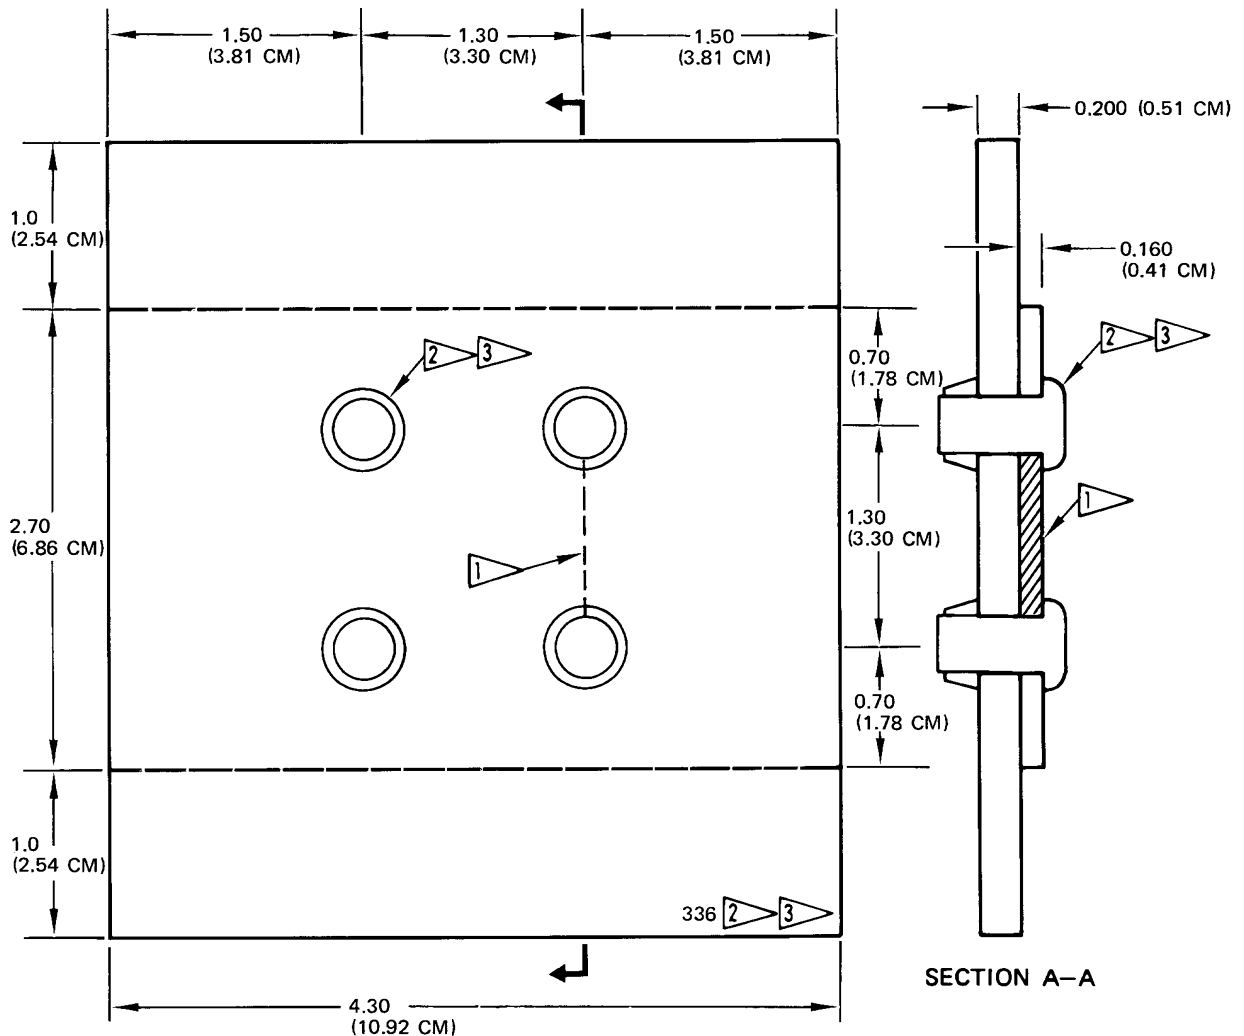 1.50
(3.81 CM)
1.30
(3.30 CM)
1.50
(3.81 CM)
0.200 (0.51 CM)
1.0
(2.54 CM)
0.160
(0.41 CM)
2 3
0.70
(1.78 CM)
2 3
2.70
(6.86 CM)
1
1.30
(3.30 CM)
1
0.70
(1.78 CM)
1.0
(2.54 CM)
336 2 3
SECTION A–A
4.30
(10.92 CM)